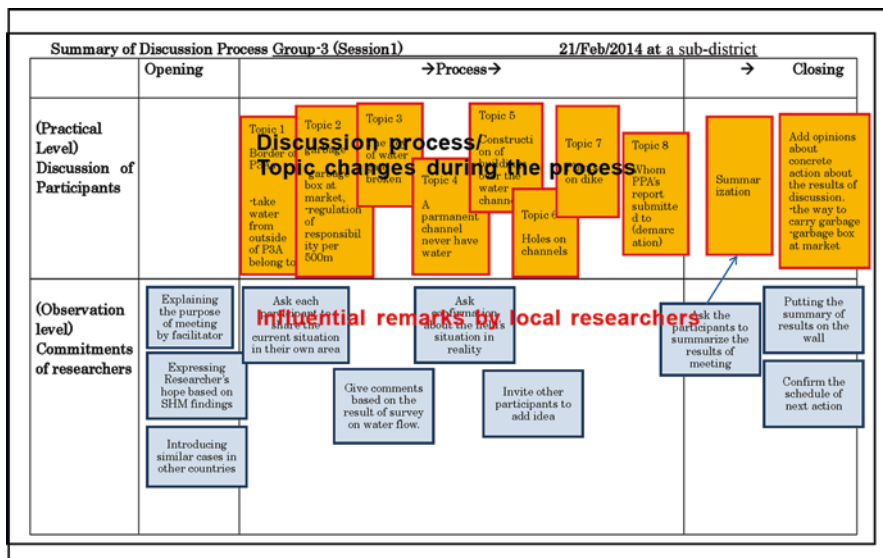 Summary of Discussion Process Group-3 (Session1)
21/Feb/2014 at a sub-district
Opening
→Process→
→
Closing
(Practical
Level)
Discussion of
Participants
Topic 1
Border of
P3A
-take
water
from
outside
of P3A
belong to
Topic 2
garbage
-garbage
box at
market,
-regulation
of
responsibil
ity per
500m
Topic 3
of water
broken
Topic 4
A
parmanent
channel
never have
water
Topic 5
Constructi
on of
building
over the
water
channel
Topic 6
Holes on
channels
Topic 7
on dike
Topic 8
Whom
PPA's
report
submitte
d to
(demarc
ation)
Summar
ization
Add opinions
about
concrete
action about
the results of
discussion.
-the way to
carry garbage
-garbage box
at market
Discussion process/
Topic changes during the process
(Observation
level)
Commitments
of researchers
Explaining
the purpose
of meeting
by facilitator
Expressing
Researcher's
hope based on
SHM findings
Introducing
similar cases in
other countries
Ask each
participant to
share the
current situation
in their own area
Give comments
based on the
result of survey
on water flow.
Ask
confirmation
about the field's
situation in
reality
Invite other
participants to
add idea
Ask the
participants to
summarize the
results of
meeting
Putting the
summary of
results on the
wall
Confirm the
schedule of
next action
Influential remarks by local researchers